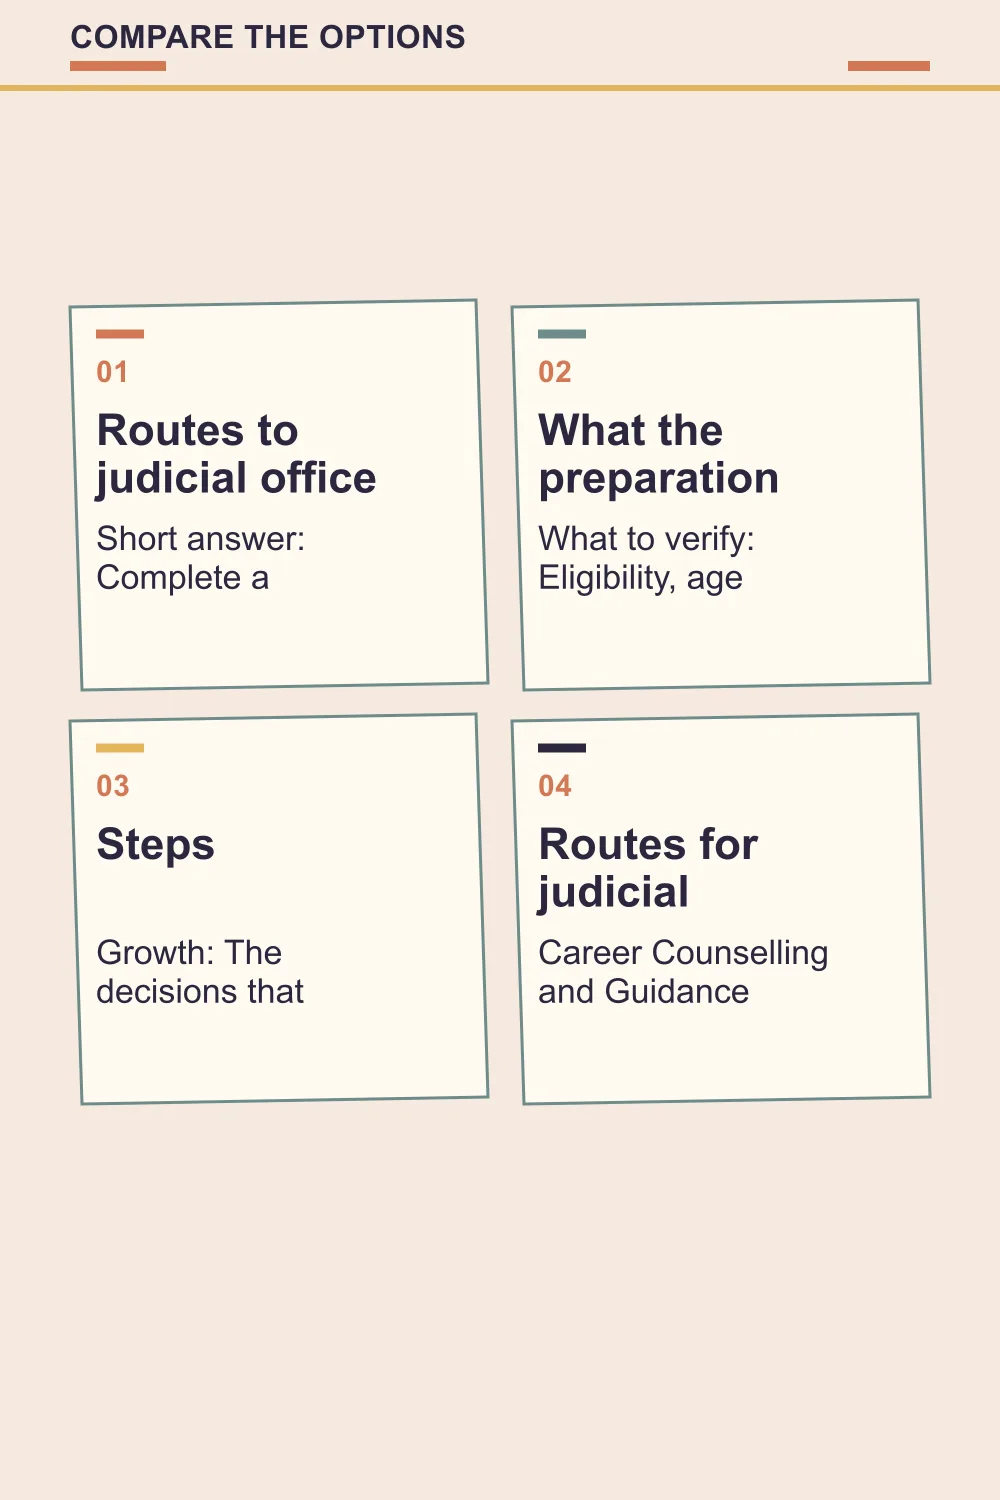 COMPARE THE OPTIONS
01
Routes to
judicial office
Short answer:
Complete a
02
What the
preparation
What to verify:
Eligibility, age
03
Steps
Growth: The
decisions that
04
Routes for
judicial
Career Counselling
and Guidance